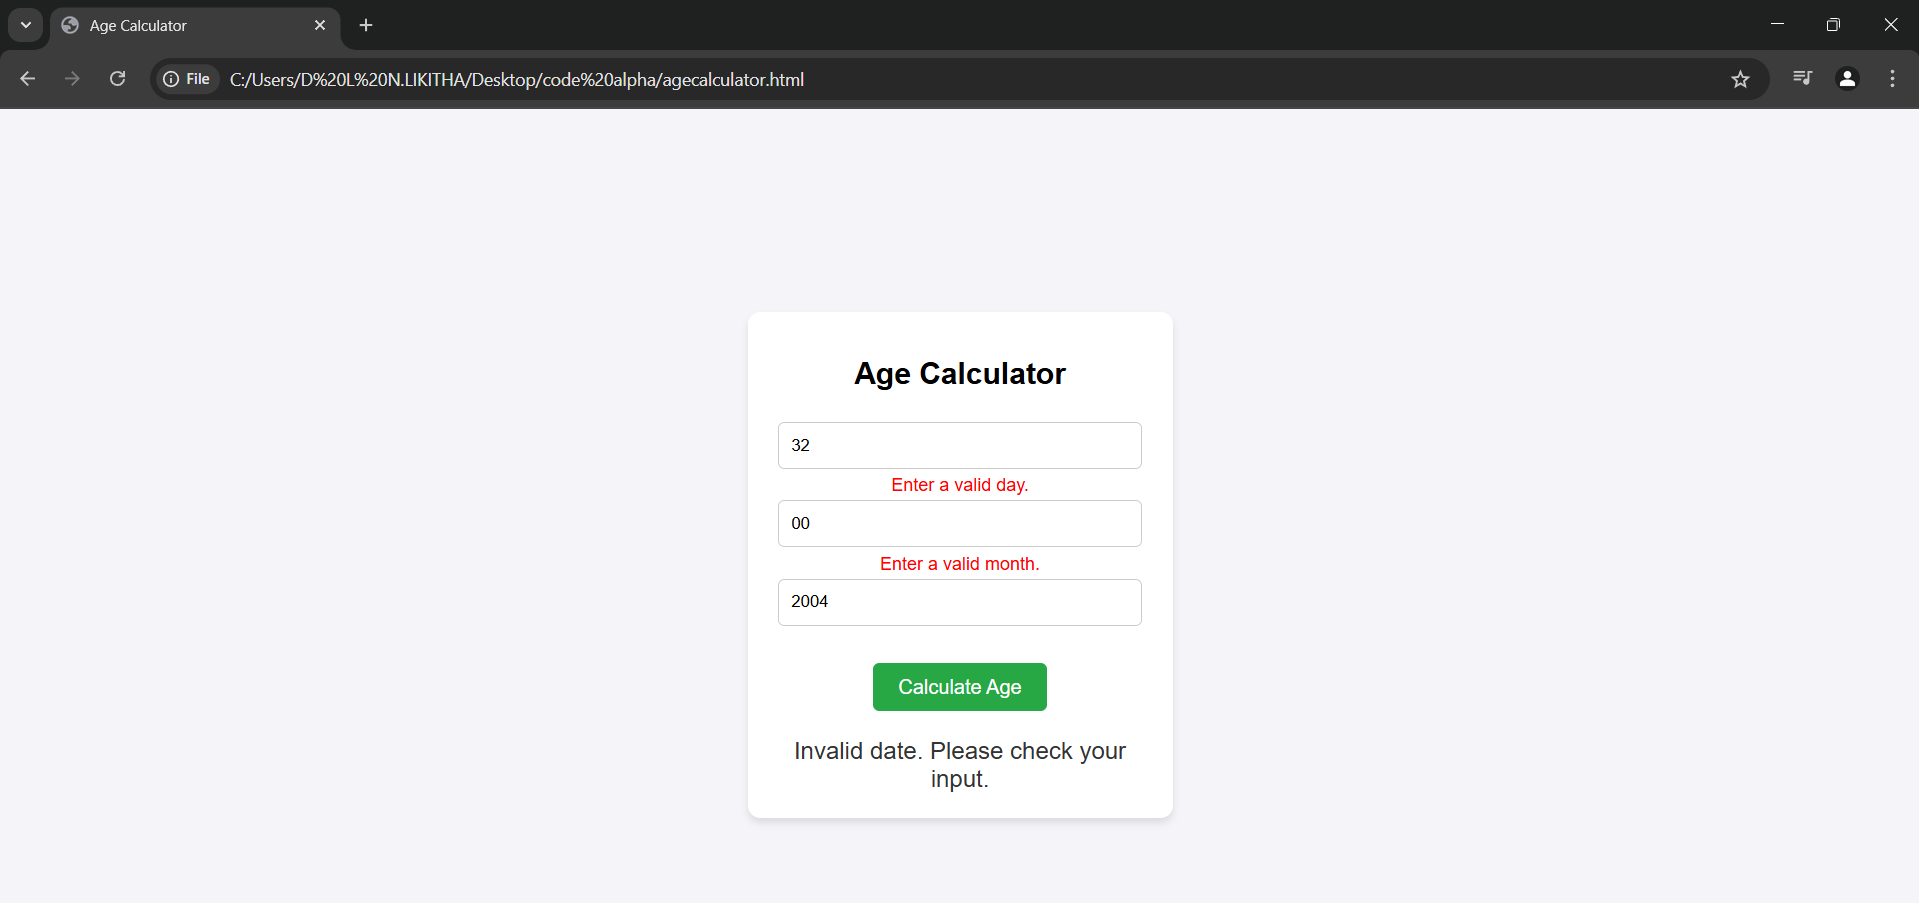 Age Calculator
File
C:/Users/D%20L%20N.LIKITHA/Desktop/code%20alpha/agecalculator.html
Age Calculator
32
Enter a valid day.
00
Enter a valid month.
2004
Calculate Age
Invalid date. Please check your
input.